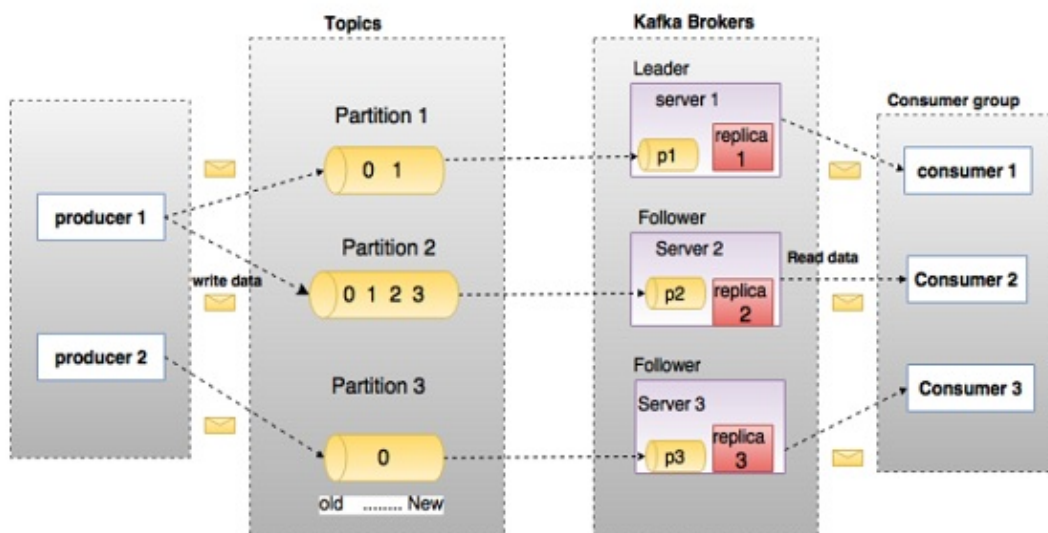 Topics
Kafka Brokers
Consumer group
producer 1
producer 2
write data
Partition 1
0 1
Partition 2
0 1 2 3
Partition 3
0
old ........ New
Leader
server 1
p1
replica
1
Follower
Server 2
p2
replica
2
Follower
Server 3
p3
replica
3
Read data
consumer 1
Consumer 2
Consumer 3